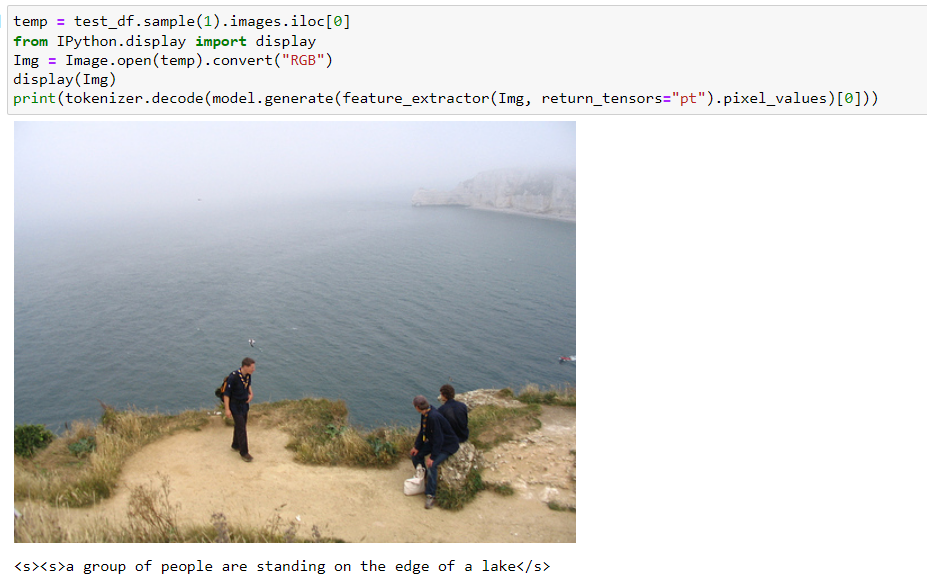 temp = test_df.sample(1).images.iloc[0]
from IPython.display import display
Img = Image.open(temp).convert("RGB")
display(Img)
print(tokenizer.decode(model.generate(feature_extractor(Img, return_tensors="pt").pixel_values)[0]))
<s><s>a group of people are standing on the edge of a lake</s>